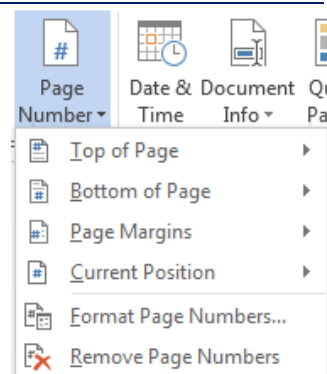 Page Number
Date & Time
Document Info
Top of Page
Bottom of Page
Page Margins
Current Position
Format Page Numbers...
Remove Page Numbers